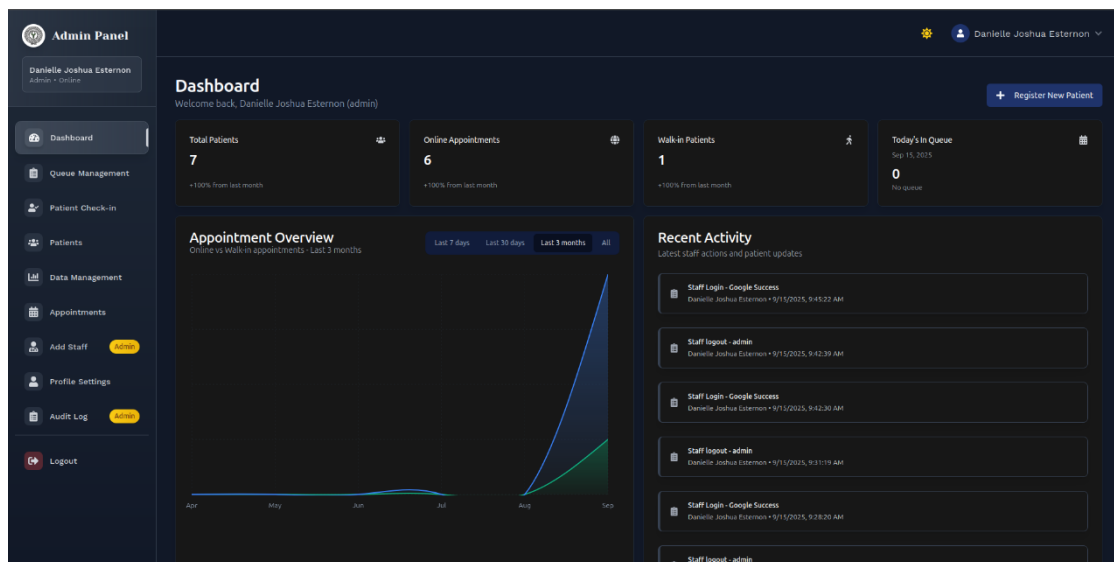 Admin Panel
Danielle Joshua Esternon
Danielle Joshua Esternon
Admin • Online
Dashboard
Queue Management
Patient Check-in
Patients
Data Management
Appointments
Add Staff Admin
Profile Settings
Audit Log Admin
Logout
Dashboard
Welcome back, Danielle Joshua Esternon (admin)
+ Register New Patient
Total Patients
7
+100% from last month
Online Appointments
6
+100% from last month
Walk-in Patients
1
+100% from last month
Today's In Queue
Sep 15, 2025
0
No queue
Appointment Overview
Online vs Walk-in appointments - Last 3 months
Last 7 days Last 30 days Last 3 months All
Apr May Jun Jul Aug Sep
Recent Activity
Latest staff actions and patient updates
Staff Login - Google Success
Danielle Joshua Esternon • 9/15/2025, 9:45:22 AM
Staff logout - admin
Danielle Joshua Esternon • 9/15/2025, 9:42:39 AM
Staff Login - Google Success
Danielle Joshua Esternon • 9/15/2025, 9:42:30 AM
Staff logout - admin
Danielle Joshua Esternon • 9/15/2025, 9:31:19 AM
Staff Login - Google Success
Danielle Joshua Esternon • 9/15/2025, 9:28:20 AM
Staff logout - admin